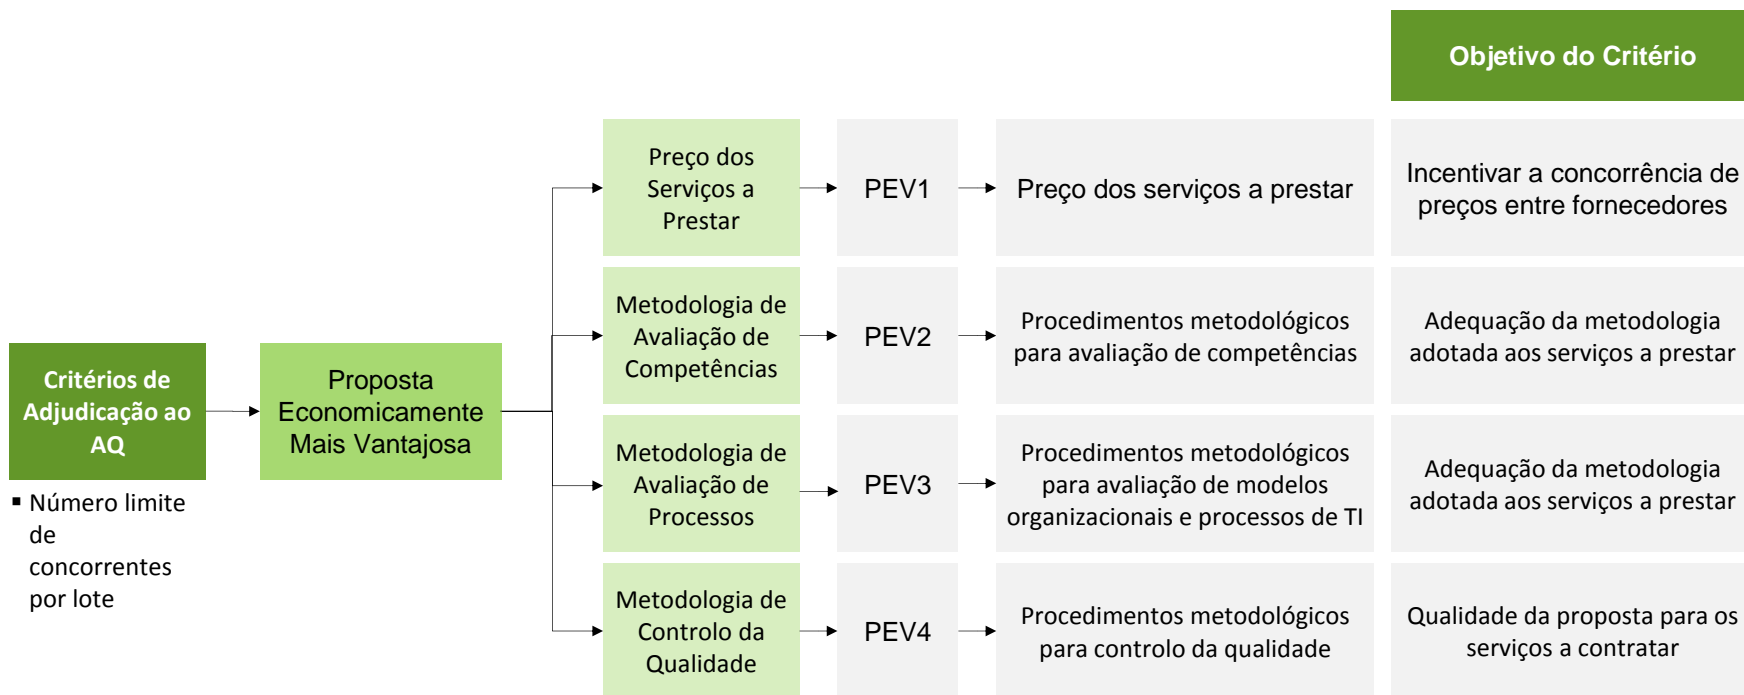 Objetivo do Critério
Preço dos
Serviços a
Prestar
PEV1
Preço dos serviços a prestar
Incentivar a concorrência de
preços entre fornecedores
Metodologia de
Avaliação de
Competências
PEV2
Procedimentos metodológicos
para avaliação de competências
Adequação da metodologia
adotada aos serviços a prestar
Critérios de
Adjudicação ao
AQ
Proposta
Economicamente
Mais Vantajosa
▪ Número limite
de
concorrentes
por lote
Metodologia de
Avaliação de
Processos
PEV3
Procedimentos metodológicos
para avaliação de modelos
organizacionais e processos de TI
Adequação da metodologia
adotada aos serviços a prestar
Metodologia de
Controlo da
Qualidade
PEV4
Procedimentos metodológicos
para controlo da qualidade
Qualidade da proposta para os
serviços a contratar